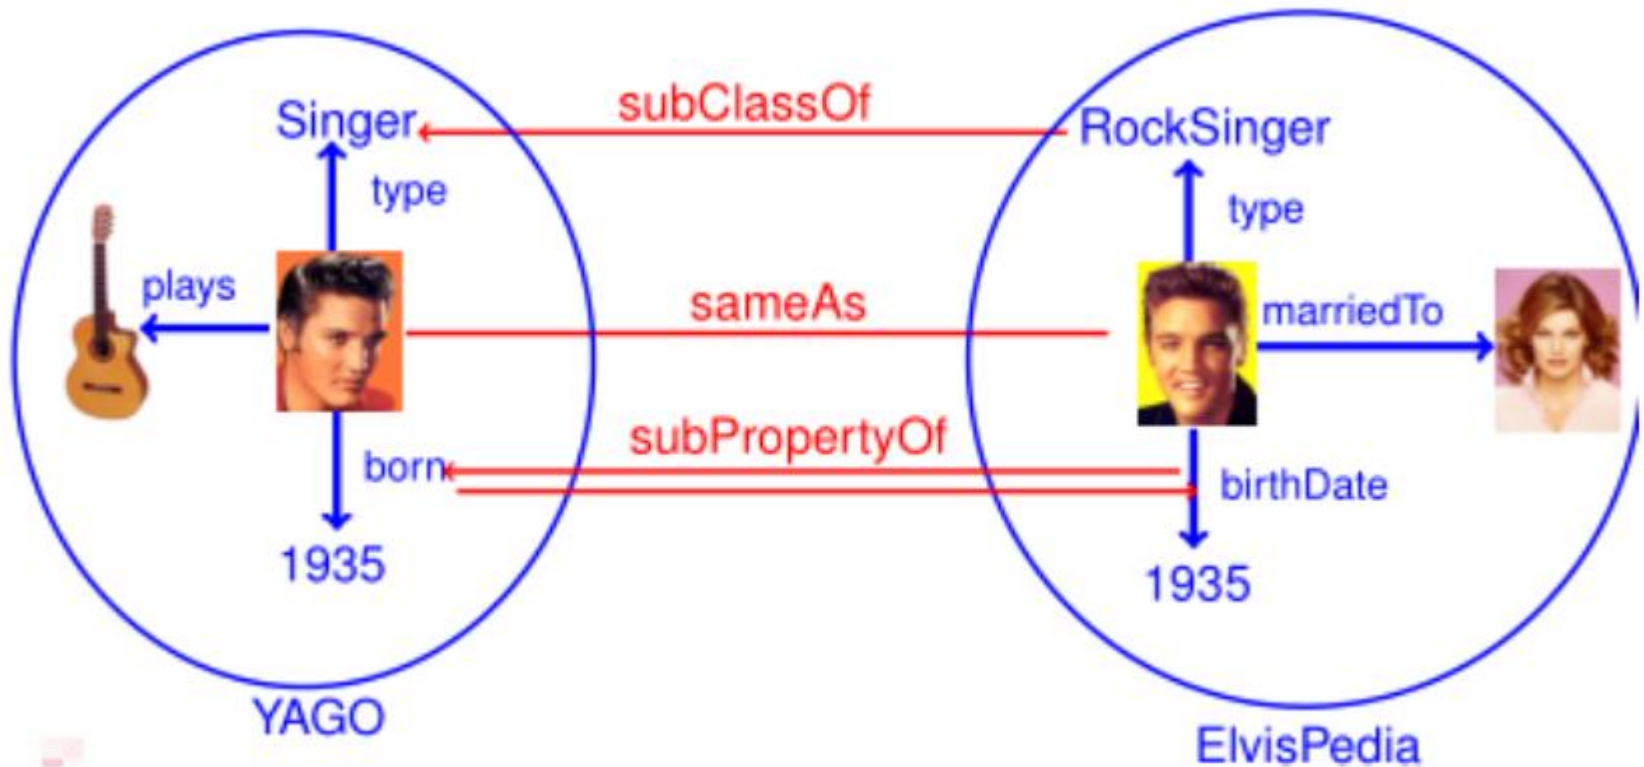 subClassOf
Singer
RockSinger
type
type
plays
sameAs
marriedTo
subPropertyOf
born
birthDate
1935
1935
YAGO
ElvisPedia